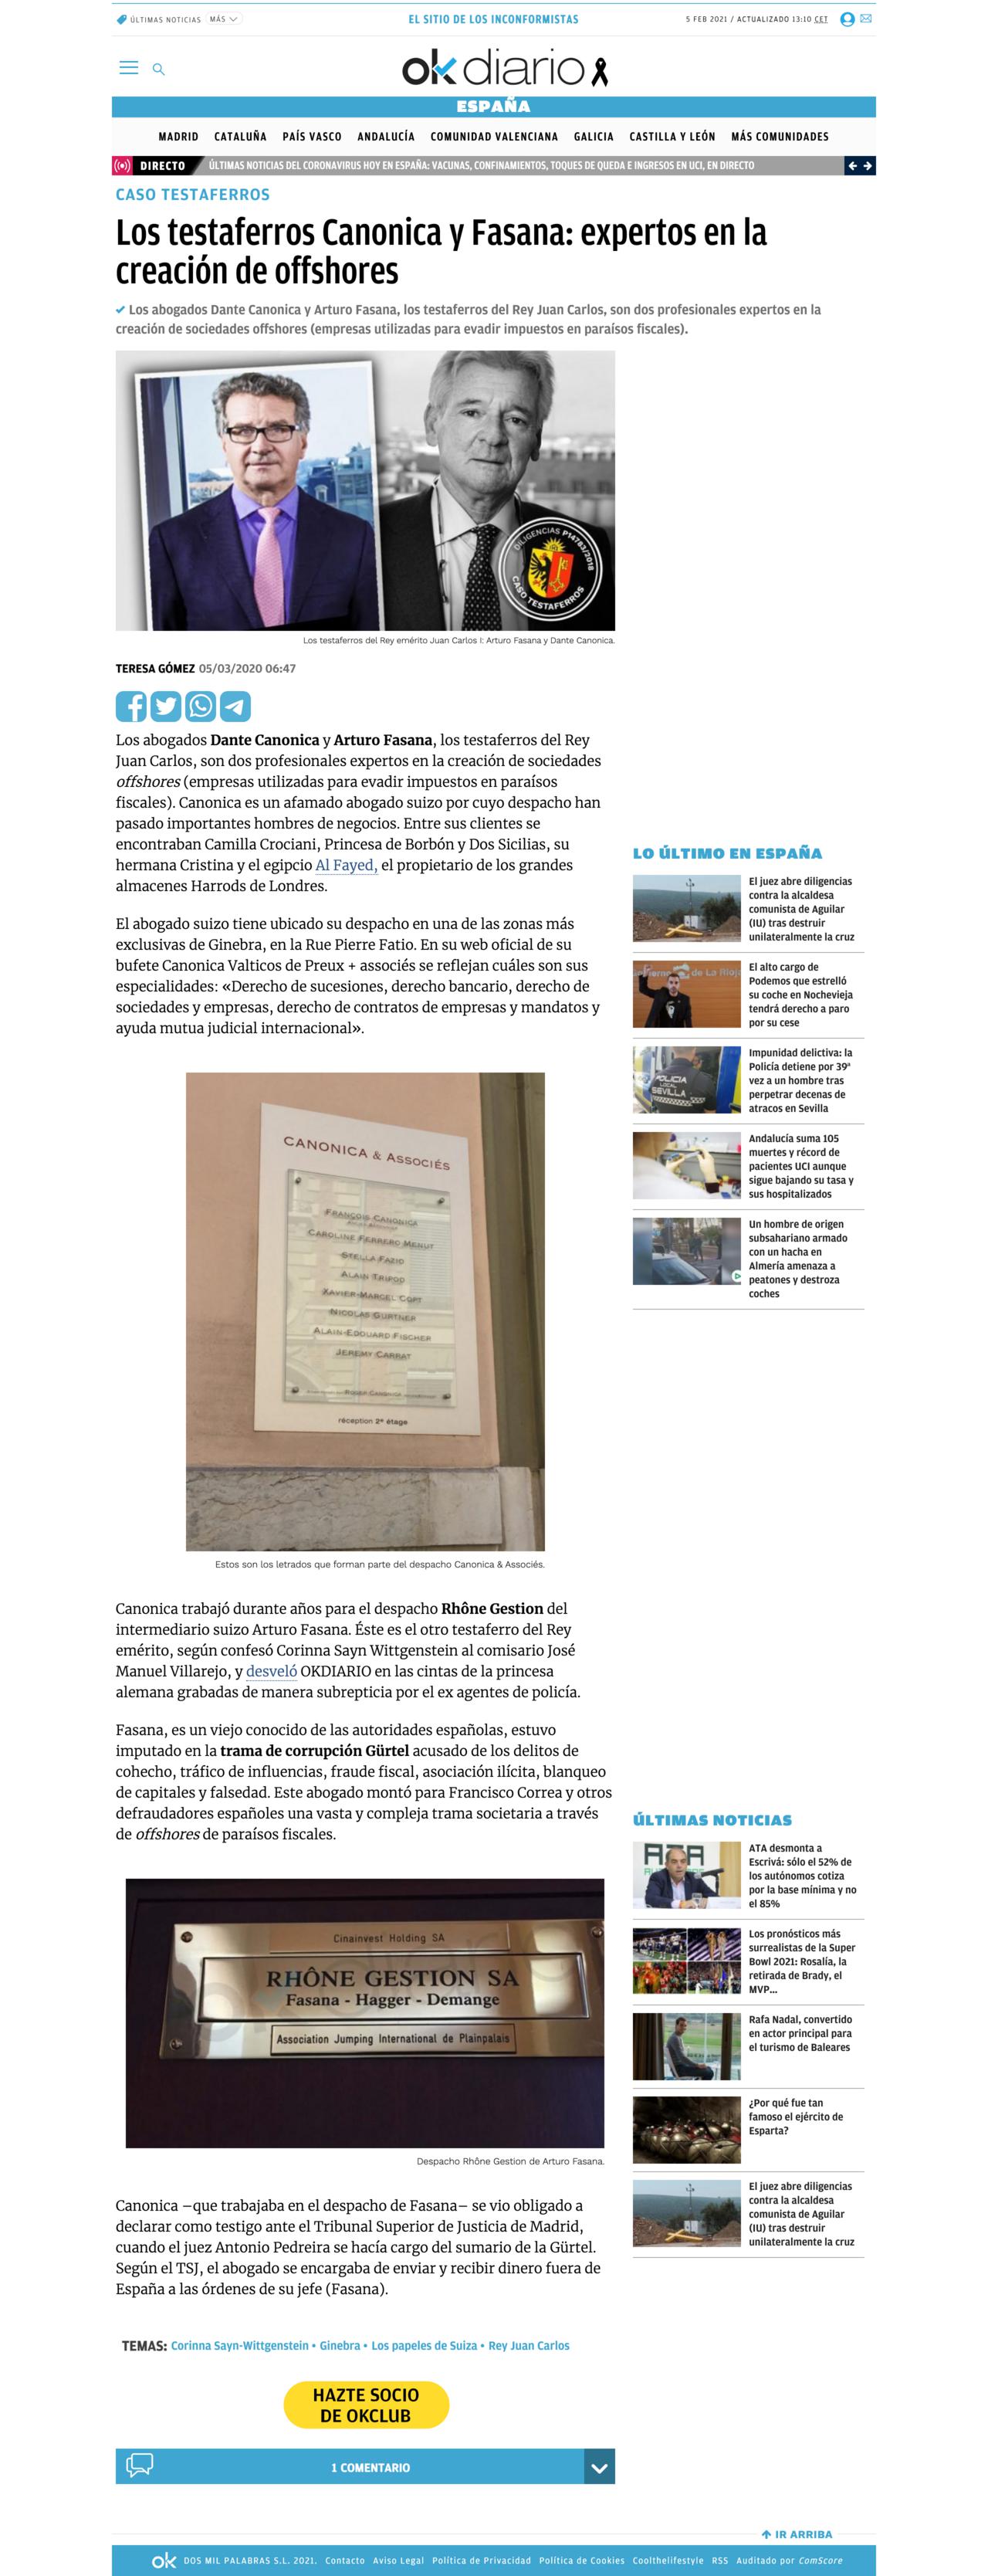 ÚLTIMAS NOTICIAS MÁS
EL SITIO DE LOS INCONFORMISTAS
5 FEB 2021 / ACTUALIZADO 13:10 CET
okdiario
ESPAÑA
MADRID CATALUÑA PAÍS VASCO ANDALUCÍA COMUNIDAD VALENCIANA GALICIA CASTILLA Y LEÓN MÁS COMUNIDADES
DIRECTO ÚLTIMAS NOTICIAS DEL CORONAVIRUS HOY EN ESPAÑA: VACUNAS, CONFINAMIENTOS, TOQUES DE QUEDA E INGRESOS EN UCI, EN DIRECTO
CASO TESTAFERROS
Los testaferros Canonica y Fasana: expertos en la
creación de offshores
Los abogados Dante Canonica y Arturo Fasana, los testaferros del Rey Juan Carlos, son dos profesionales expertos en la
creación de sociedades offshores (empresas utilizadas para evadir impuestos en paraísos fiscales).
DILIGENCIAS P14783/2018
CASO TESTAFERROS
Los testaferros del Rey emérito Juan Carlos I: Arturo Fasana y Dante Canonica.
TERESA GÓMEZ 05/03/2020 06:47
Los abogados Dante Canonica y Arturo Fasana, los testaferros del Rey
Juan Carlos, son dos profesionales expertos en la creación de sociedades
offshores (empresas utilizadas para evadir impuestos en paraísos
fiscales). Canonica es un afamado abogado suizo por cuyo despacho han
pasado importantes hombres de negocios. Entre sus clientes se
encontraban Camilla Crociani, Princesa de Borbón y Dos Sicilias, su
hermana Cristina y el egipcio Al Fayed, el propietario de los grandes
almacenes Harrods de Londres.
El abogado suizo tiene ubicado su despacho en una de las zonas más
exclusivas de Ginebra, en la Rue Pierre Fatio. En su web oficial de su
bufete Canonica Valticos de Preux + associés se reflejan cuáles son sus
especialidades: «Derecho de sucesiones, derecho bancario, derecho de
sociedades y empresas, derecho de contratos de empresas y mandatos y
ayuda mutua judicial internacional».
CANONICA & ASSOCIÉS
FRANÇOIS CANONICA
CAROLINE FERRERO MENUT
STELLA FAZIO
ALAIN TRIPOD
XAVIER-MARCEL COPT
NICOLAS GURTNER
ALAIN-EDOUARD FISCHER
JEREMY CARRAT
ROGER CANONICA
réception 2e étage
Estos son los letrados que forman parte del despacho Canonica & Associés.
Canonica trabajó durante años para el despacho Rhône Gestion del
intermediario suizo Arturo Fasana. Éste es el otro testaferro del Rey
emérito, según confesó Corinna Sayn Wittgenstein al comisario José
Manuel Villarejo, y desveló OKDIARIO en las cintas de la princesa
alemana grabadas de manera subrepticia por el ex agentes de policía.
Fasana, es un viejo conocido de las autoridades españolas, estuvo
imputado en la trama de corrupción Gürtel acusado de los delitos de
cohecho, tráfico de influencias, fraude fiscal, asociación ilícita, blanqueo
de capitales y falsedad. Este abogado montó para Francisco Correa y otros
defraudadores españoles una vasta y compleja trama societaria a través
de offshores de paraísos fiscales.
Cinainvest Holding SA
RHÔNE GESTION SA
Fasana - Hagger - Demange
Association Jumping International de Plainpalais
Despacho Rhône Gestion de Arturo Fasana.
Canonica –que trabajaba en el despacho de Fasana– se vio obligado a
declarar como testigo ante el Tribunal Superior de Justicia de Madrid,
cuando el juez Antonio Pedreira se hacía cargo del sumario de la Gürtel.
Según el TSJ, el abogado se encargaba de enviar y recibir dinero fuera de
España a las órdenes de su jefe (Fasana).
TEMAS: Corinna Sayn-Wittgenstein • Ginebra • Los papeles de Suiza • Rey Juan Carlos
HAZTE SOCIO
DE OKCLUB
1 COMENTARIO
LO ÚLTIMO EN ESPAÑA
El juez abre diligencias
contra la alcaldesa
comunista de Aguilar
(IU) tras destruir
unilateralmente la cruz
de La Rioja
El alto cargo de
Podemos que estrelló
su coche en Nochevieja
tendrá derecho a paro
por su cese
POLICIA
LOCAL
SEVILLA
Impunidad delictiva: la
Policía detiene por 39ª
vez a un hombre tras
perpetrar decenas de
atracos en Sevilla
Andalucía suma 105
muertes y récord de
pacientes UCI aunque
sigue bajando su tasa y
sus hospitalizados
Un hombre de origen
subsahariano armado
con un hacha en
Almería amenaza a
peatones y destroza
coches
ÚLTIMAS NOTICIAS
ATA
ATA desmonta a
Escrivá: sólo el 52% de
los autónomos cotiza
por la base mínima y no
el 85%
Los pronósticos más
surrealistas de la Super
Bowl 2021: Rosalía, la
retirada de Brady, el
MVP...
Rafa Nadal, convertido
en actor principal para
el turismo de Baleares
¿Por qué fue tan
famoso el ejército de
Esparta?
El juez abre diligencias
contra la alcaldesa
comunista de Aguilar
(IU) tras destruir
unilateralmente la cruz
IR ARRIBA
ok DOS MIL PALABRAS S.L. 2021. Contacto Aviso Legal Política de Privacidad Política de Cookies Coolthelifestyle RSS Auditado por ComScore